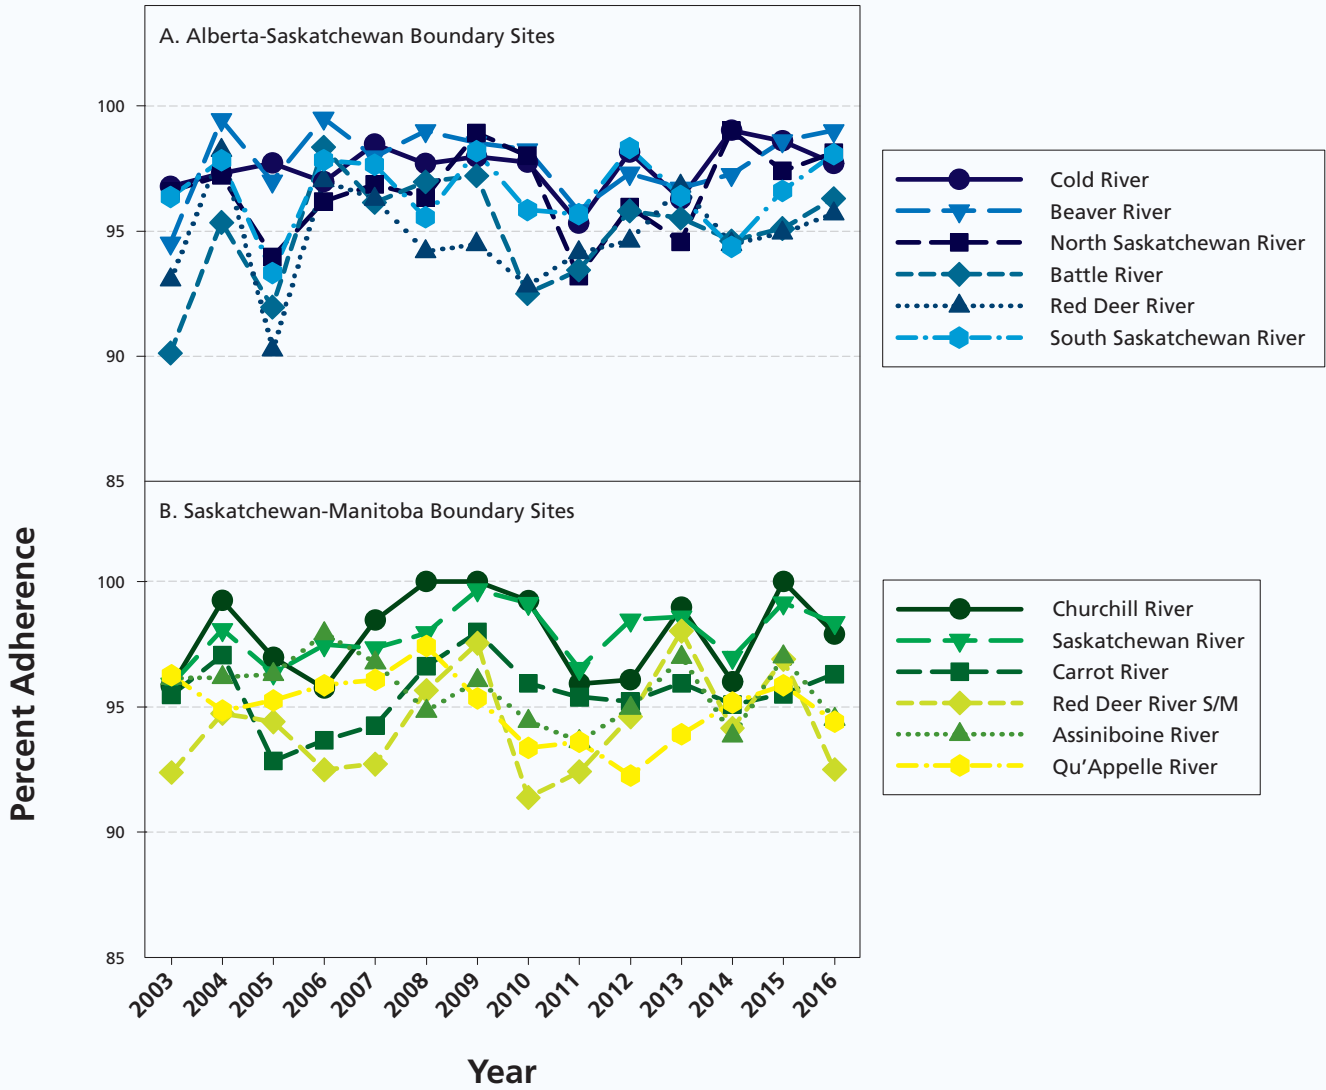 A. Alberta-Saskatchewan Boundary Sites
100
95
90
85
Cold River
Beaver River
North Saskatchewan River
Battle River
Red Deer River
South Saskatchewan River
B. Saskatchewan-Manitoba Boundary Sites
100
95
90
85
Churchill River
Saskatchewan River
Carrot River
Red Deer River S/M
Assiniboine River
Qu’Appelle River
Percent Adherence
2003
2004
2005
2006
2007
2008
2009
2010
2011
2012
2013
2014
2015
2016
Year